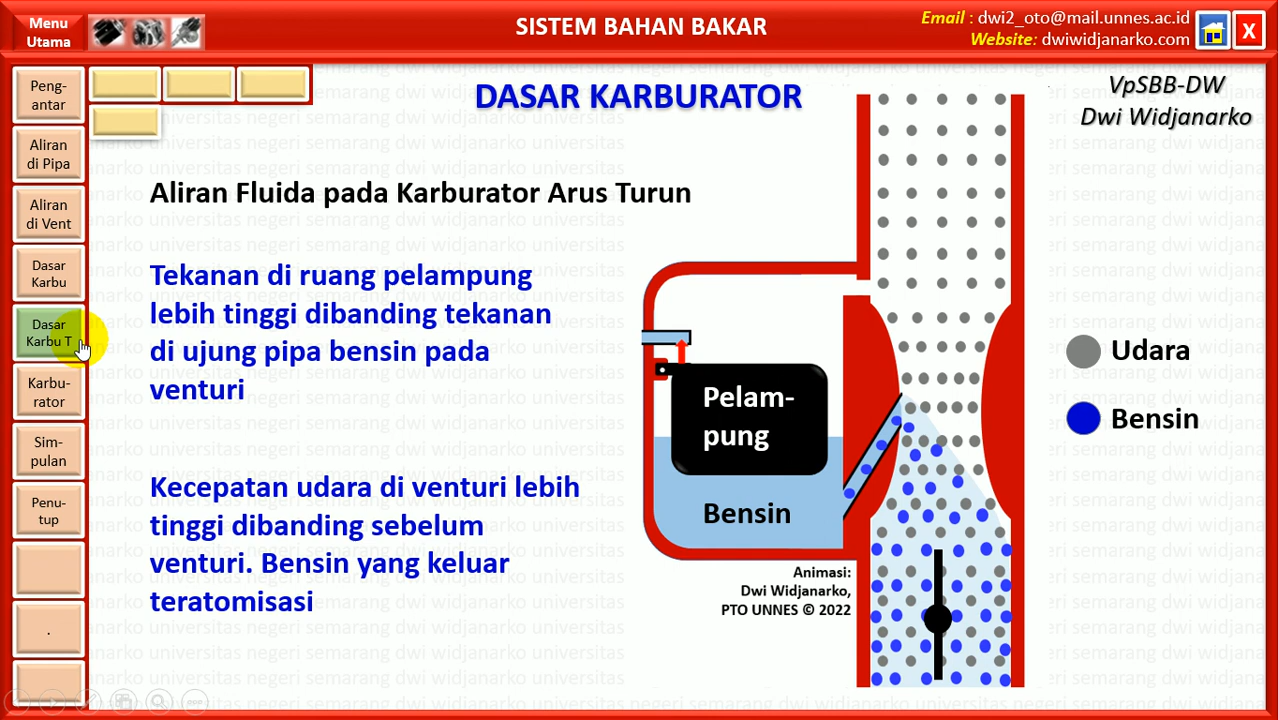 Menu
Utama
SISTEM BAHAN BAKAR
Email : dwi2_oto@mail.unnes.ac.id
Website: dwiwidjanarko.com
X
Peng-
antar
Aliran
di Pipa
Aliran
di Vent
Dasar
Karbu
Dasar
Karbu T
Karbu-
rator
Sim-
pulan
Penu-
tup
.
DASAR KARBURATOR
VpSBB-DW
Dwi Widjanarko
Aliran Fluida pada Karburator Arus Turun
Tekanan di ruang pelampung
lebih tinggi dibanding tekanan
di ujung pipa bensin pada
venturi
Kecepatan udara di venturi lebih
tinggi dibanding sebelum
venturi. Bensin yang keluar
teratomisasi
Pelam-
pung
Bensin
Udara
Bensin
Animasi:
Dwi Widjanarko,
PTO UNNES © 2022